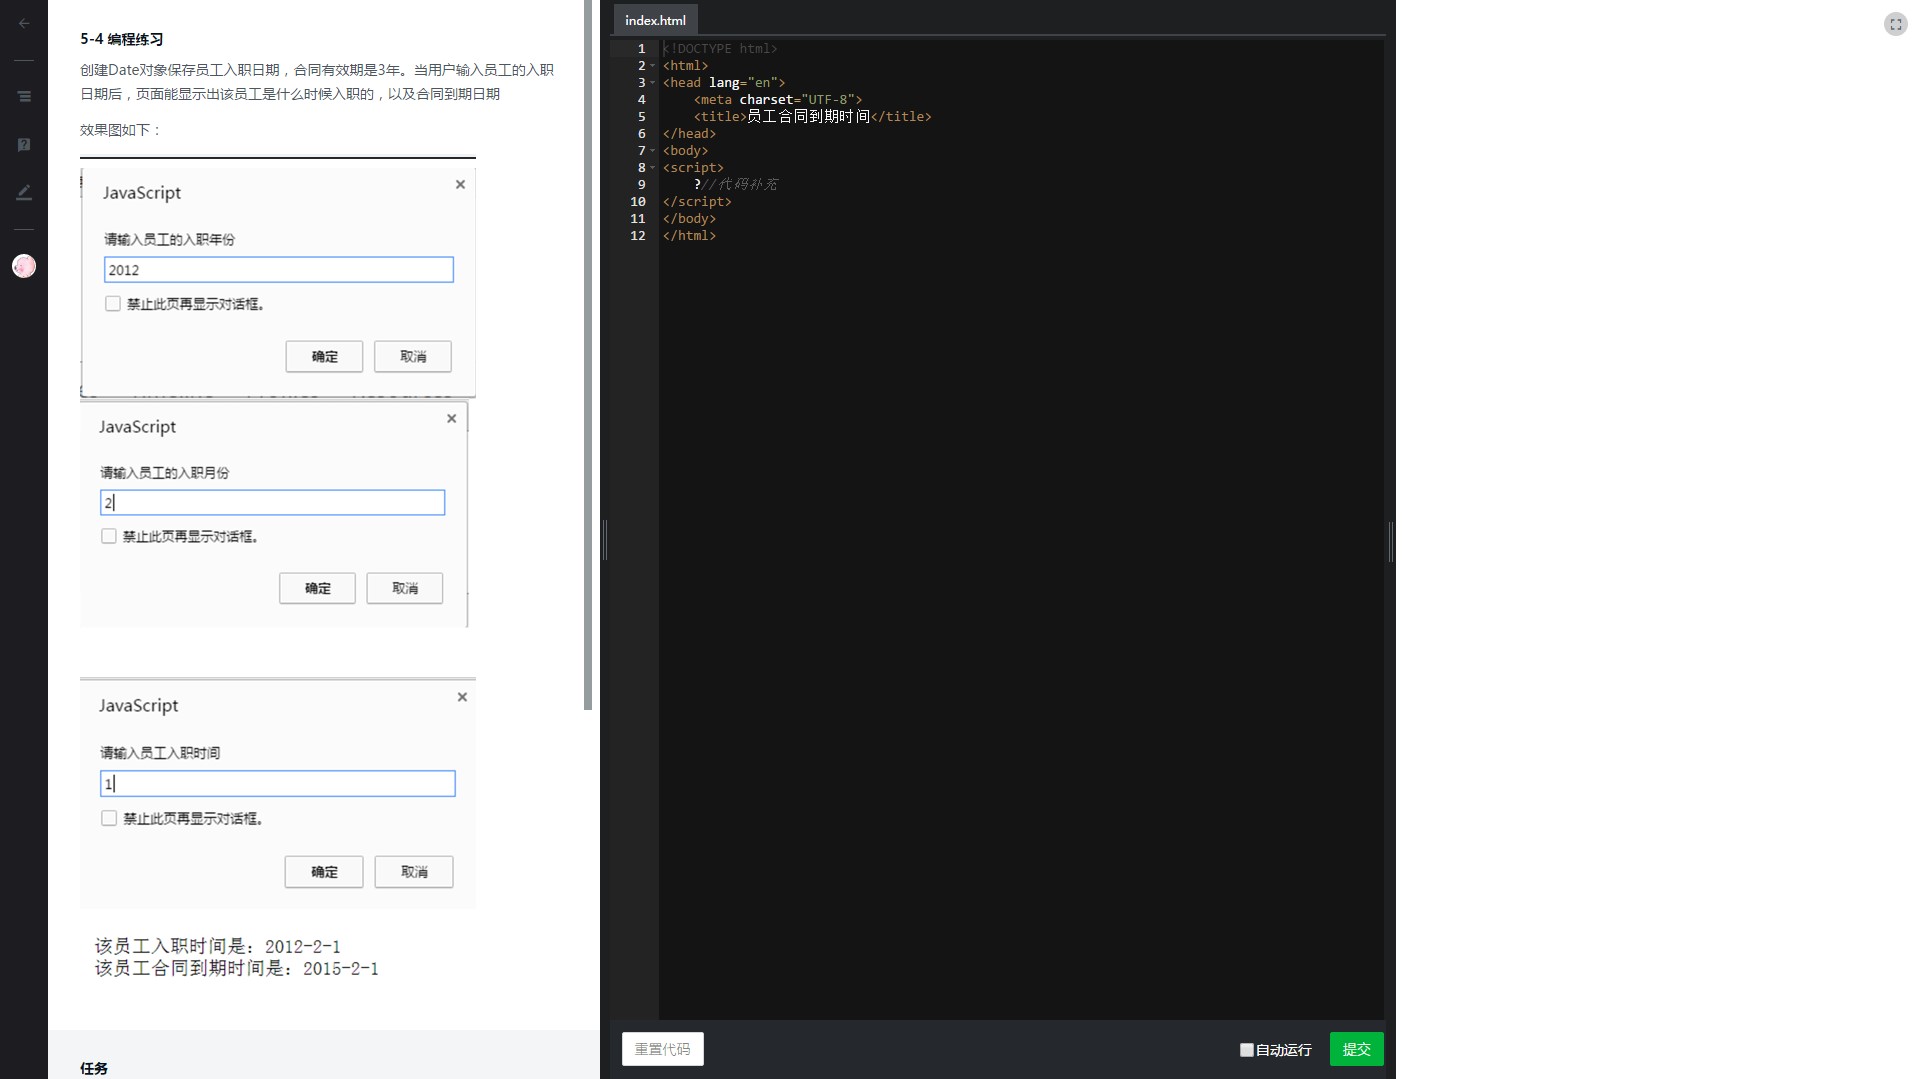 5-4 编程练习
创建Date对象保存员工入职日期，合同有效期是3年。当用户输入员工的入职
日期后，页面能显示出该员工是什么时候入职的，以及合同到期日期
效果图如下：
JavaScript
请输入员工的入职年份
2012
禁止此页再显示对话框。
确定 取消
JavaScript
请输入员工的入职月份
2
禁止此页再显示对话框。
确定 取消
JavaScript
请输入员工入职时间
1
禁止此页再显示对话框。
确定 取消
该员工入职时间是：2012-2-1
该员工合同到期时间是：2015-2-1
任务
index.html
1 <!DOCTYPE html>
2 <html>
3 <head lang="en">
4 <meta charset="UTF-8">
5 <title>员工合同到期时间</title>
6 </head>
7 <body>
8 <script>
9 ?//代码补充
10 </script>
11 </body>
12 </html>
重置代码 自动运行 提交